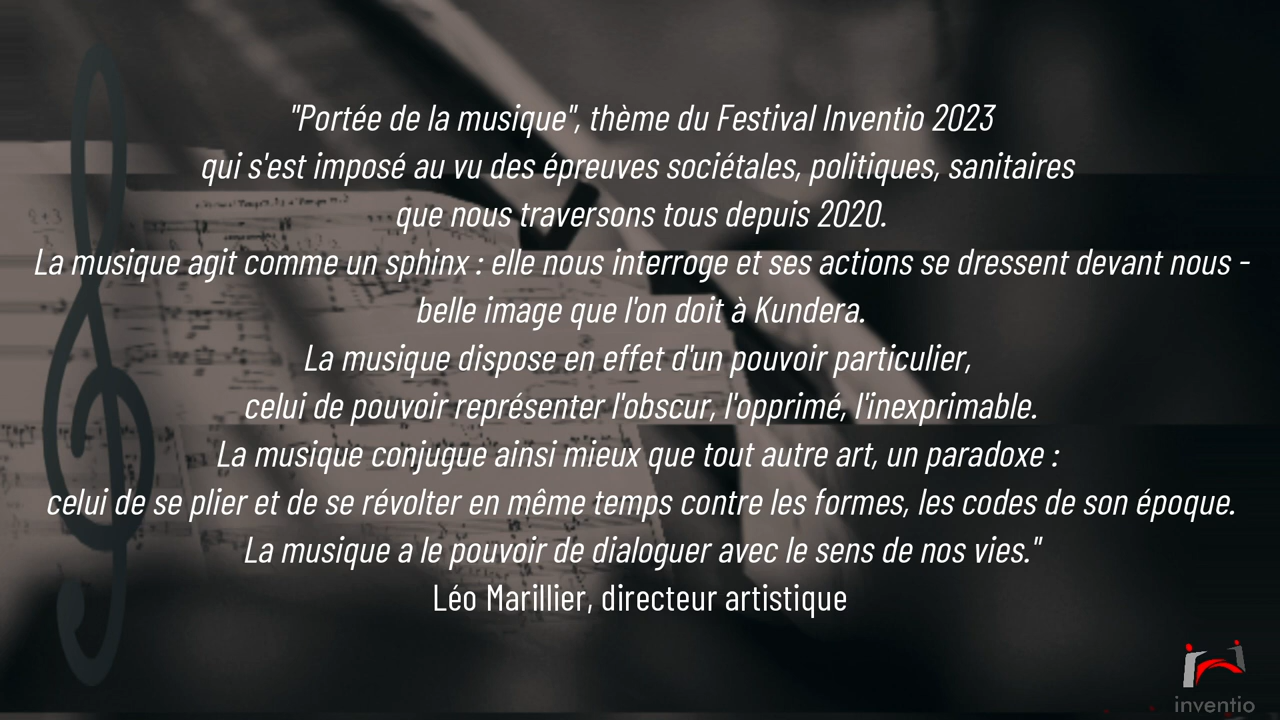 "Portée de la musique", thème du Festival Inventio 2023
qui s'est imposé au vu des épreuves sociétales, politiques, sanitaires
que nous traversons tous depuis 2020.
La musique agit comme un sphinx : elle nous interroge et ses actions se dressent devant nous -
belle image que l'on doit à Kundera.
La musique dispose en effet d'un pouvoir particulier,
celui de pouvoir représenter l'obscur, l'opprimé, l'inexprimable.
La musique conjugue ainsi mieux que tout autre art, un paradoxe :
celui de se plier et de se révolter en même temps contre les formes, les codes de son époque.
La musique a le pouvoir de dialoguer avec le sens de nos vies."
Léo Marillier, directeur artistique
inventio